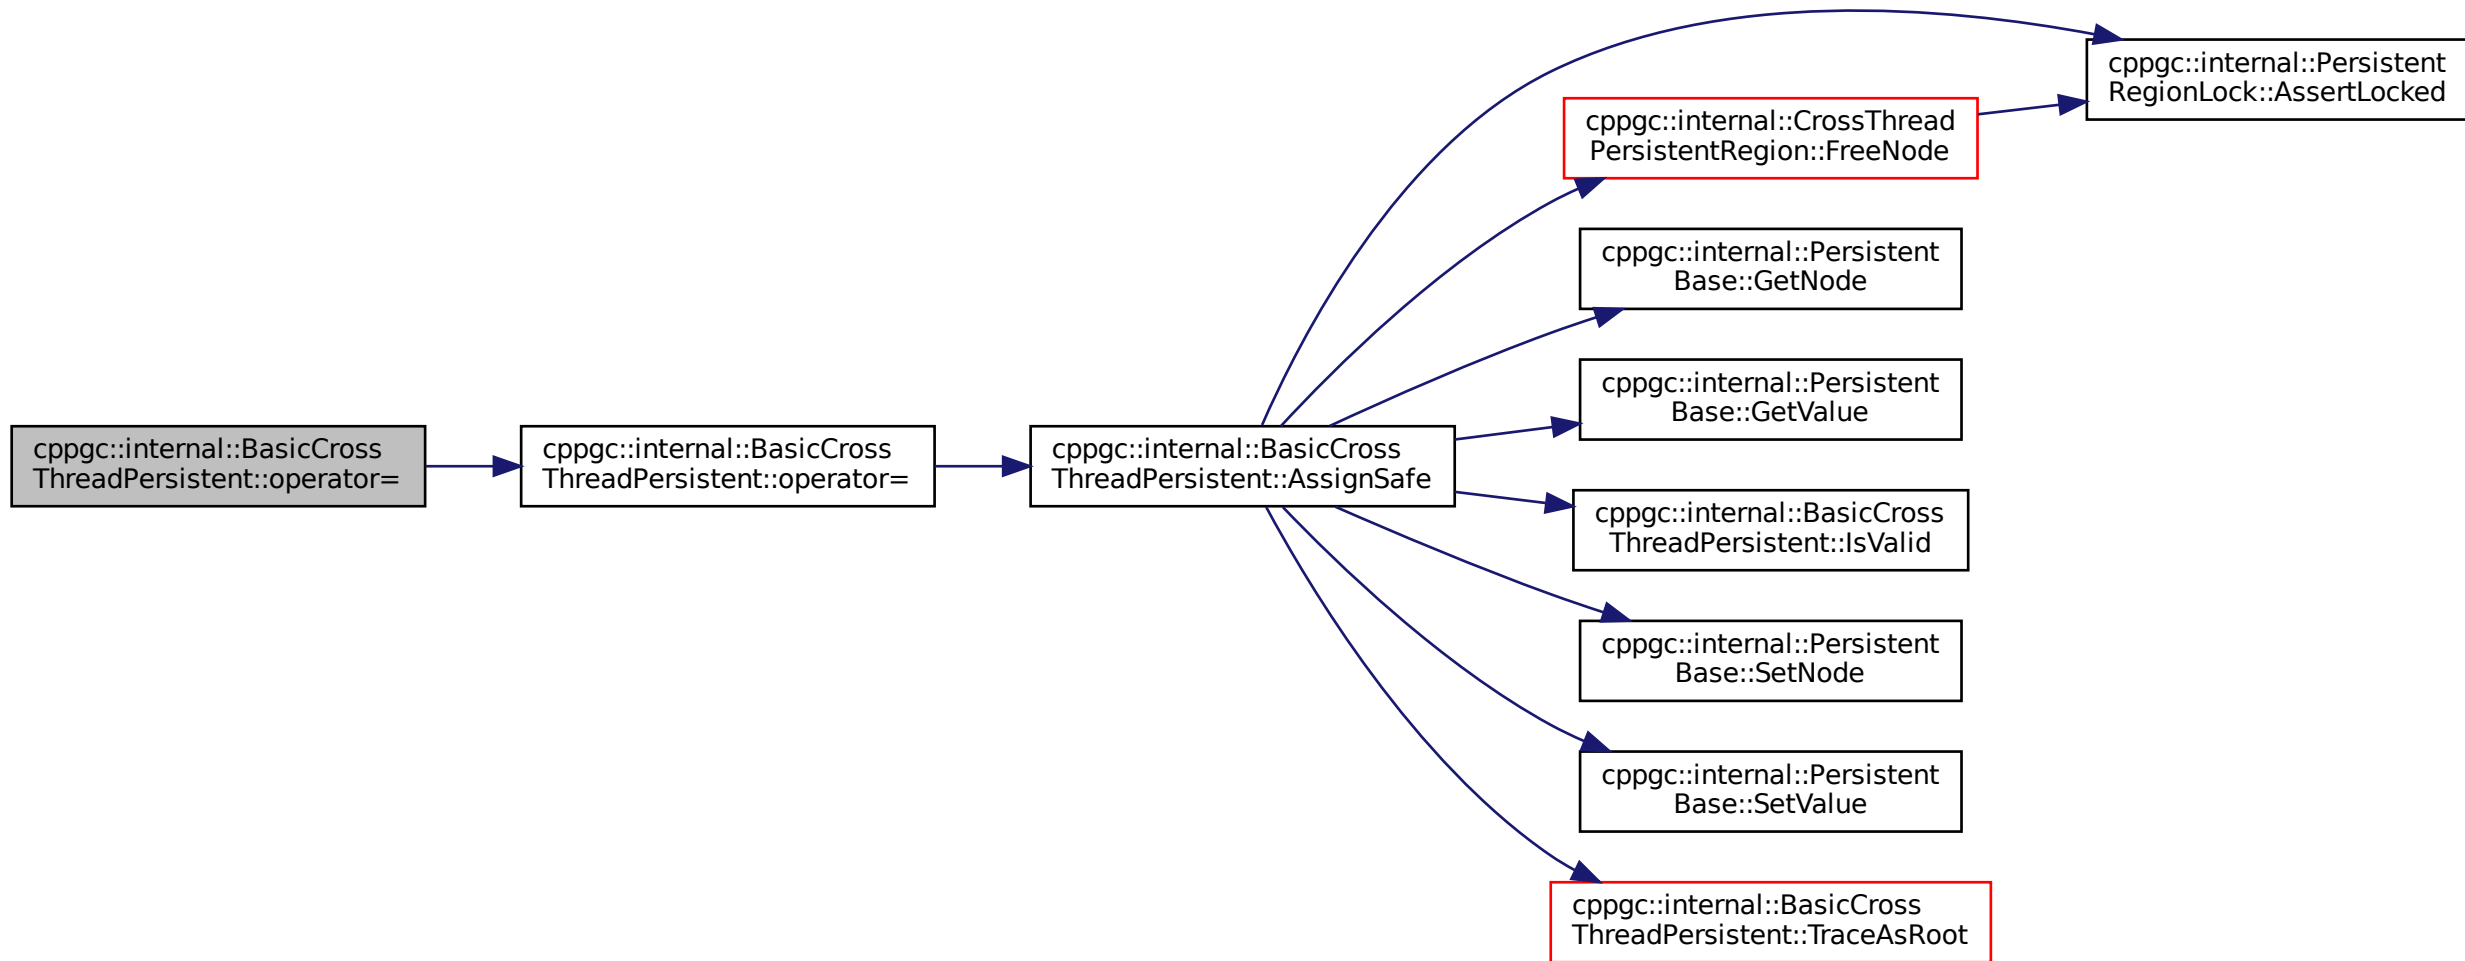 cppgc::internal::BasicCross
ThreadPersistent::operator=
cppgc::internal::BasicCross
ThreadPersistent::operator=
cppgc::internal::BasicCross
ThreadPersistent::AssignSafe
cppgc::internal::Persistent
RegionLock::AssertLocked
cppgc::internal::CrossThread
PersistentRegion::FreeNode
cppgc::internal::Persistent
Base::GetNode
cppgc::internal::Persistent
Base::GetValue
cppgc::internal::BasicCross
ThreadPersistent::IsValid
cppgc::internal::Persistent
Base::SetNode
cppgc::internal::Persistent
Base::SetValue
cppgc::internal::BasicCross
ThreadPersistent::TraceAsRoot